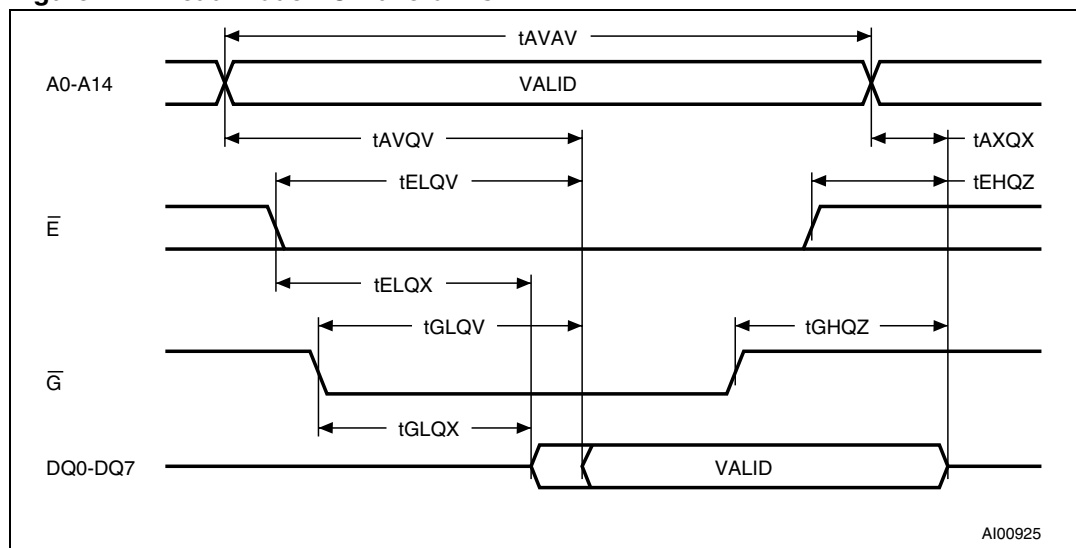 tAVAV
A0-A14 VALID
tAVQV tAXQX
tELQV tEHQZ
E̅
tELQX
tGLQV tGHQZ
G̅
tGLQX
DQ0-DQ7 VALID
AI00925